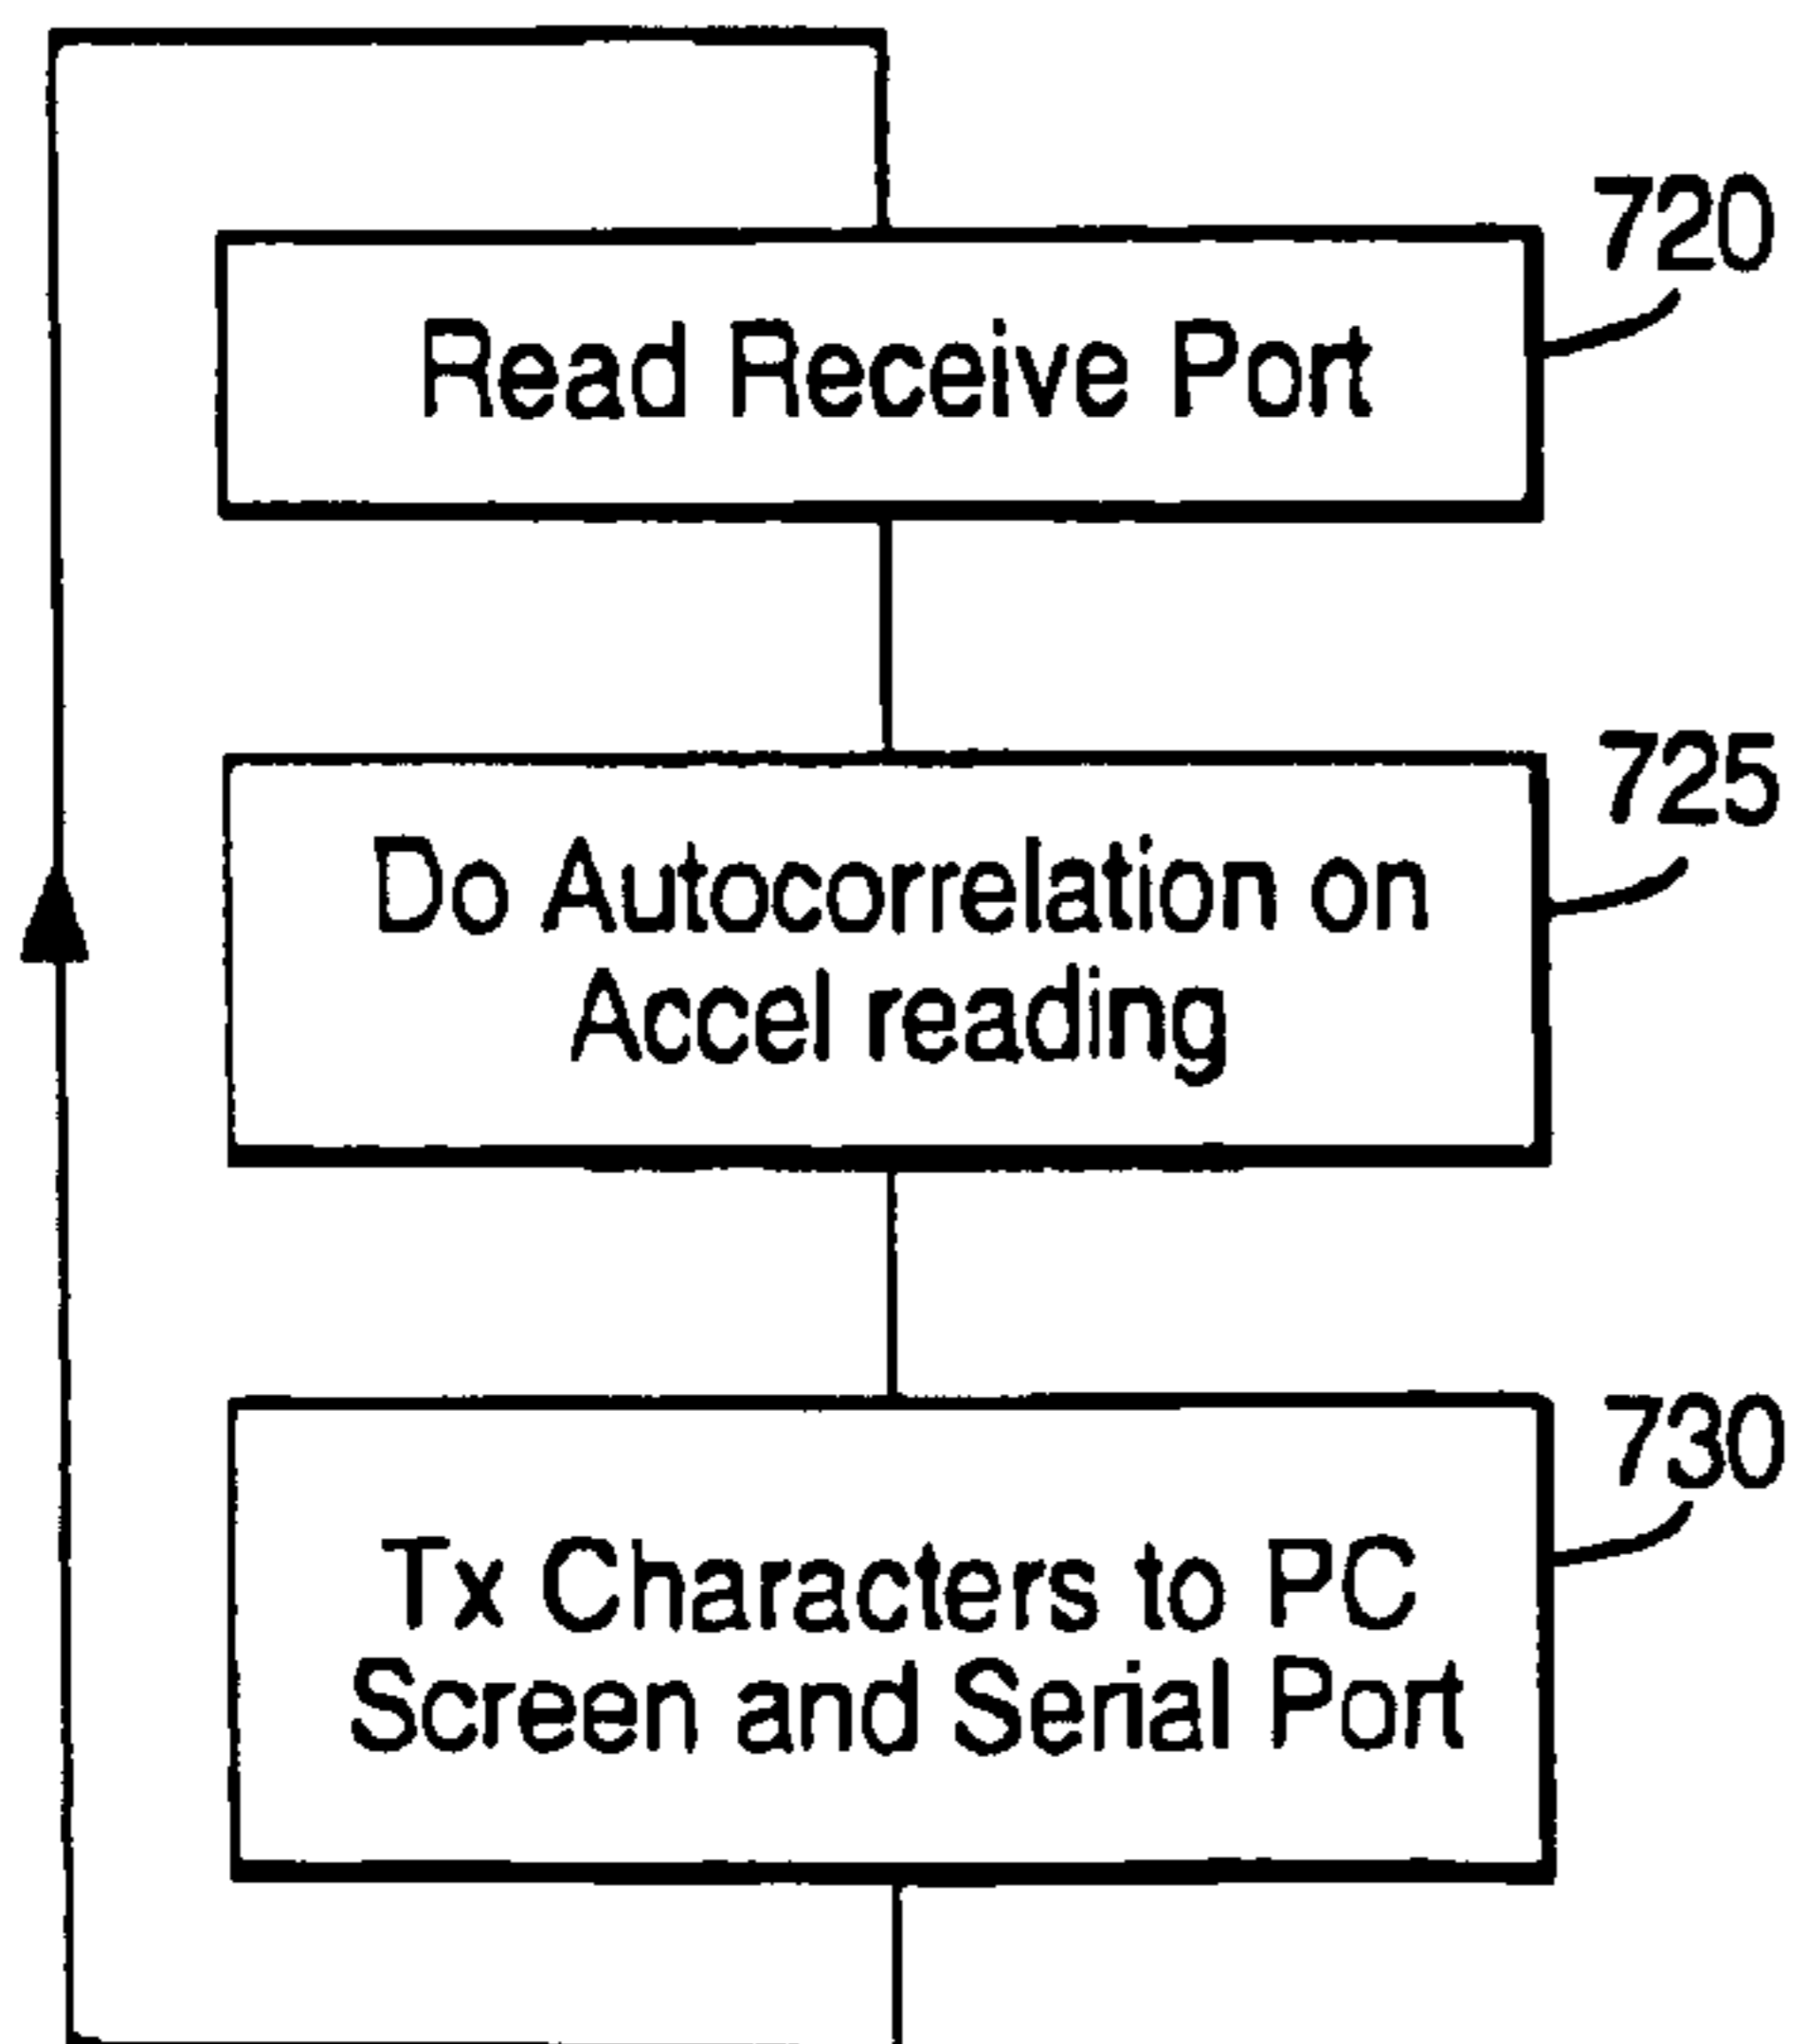 720
Read Receive Port
725
Do Autocorrelation on
Accel reading
730
Tx Characters to PC
Screen and Serial Port